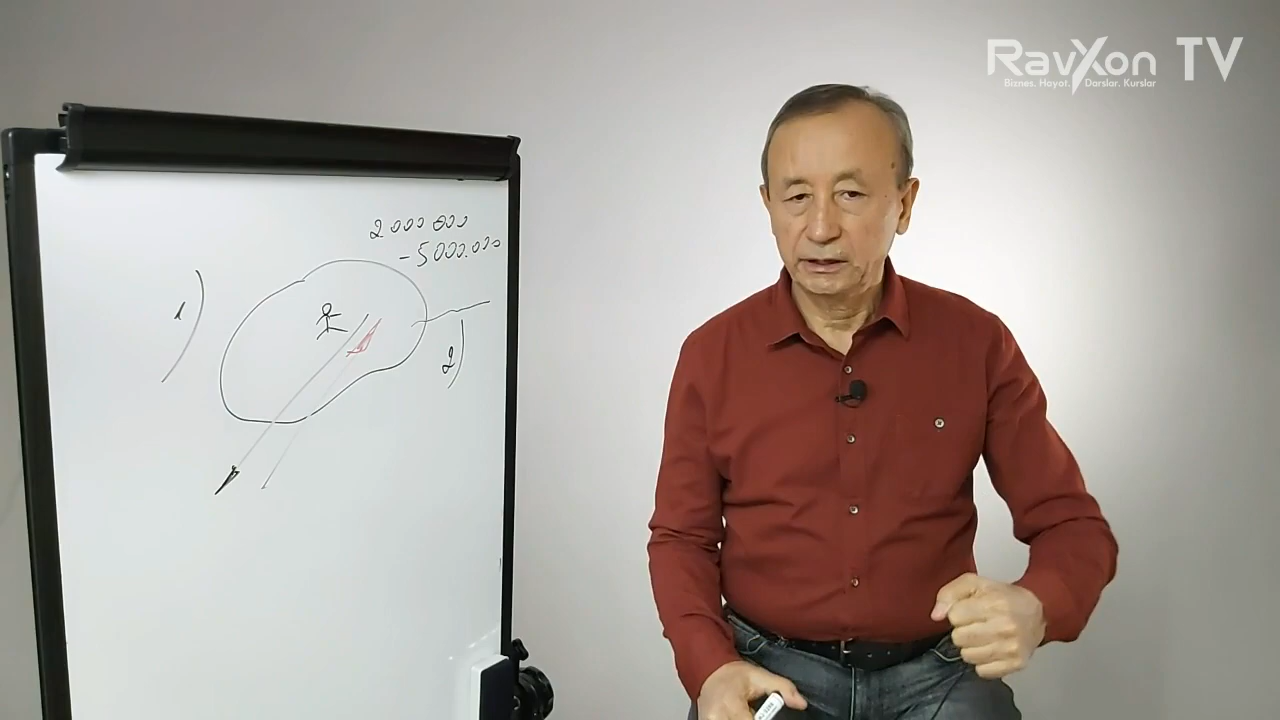 RavXon TV
Biznes. Hayot. Darslar. Kurslar
2 000 000
- 5 000.000
1)
2)